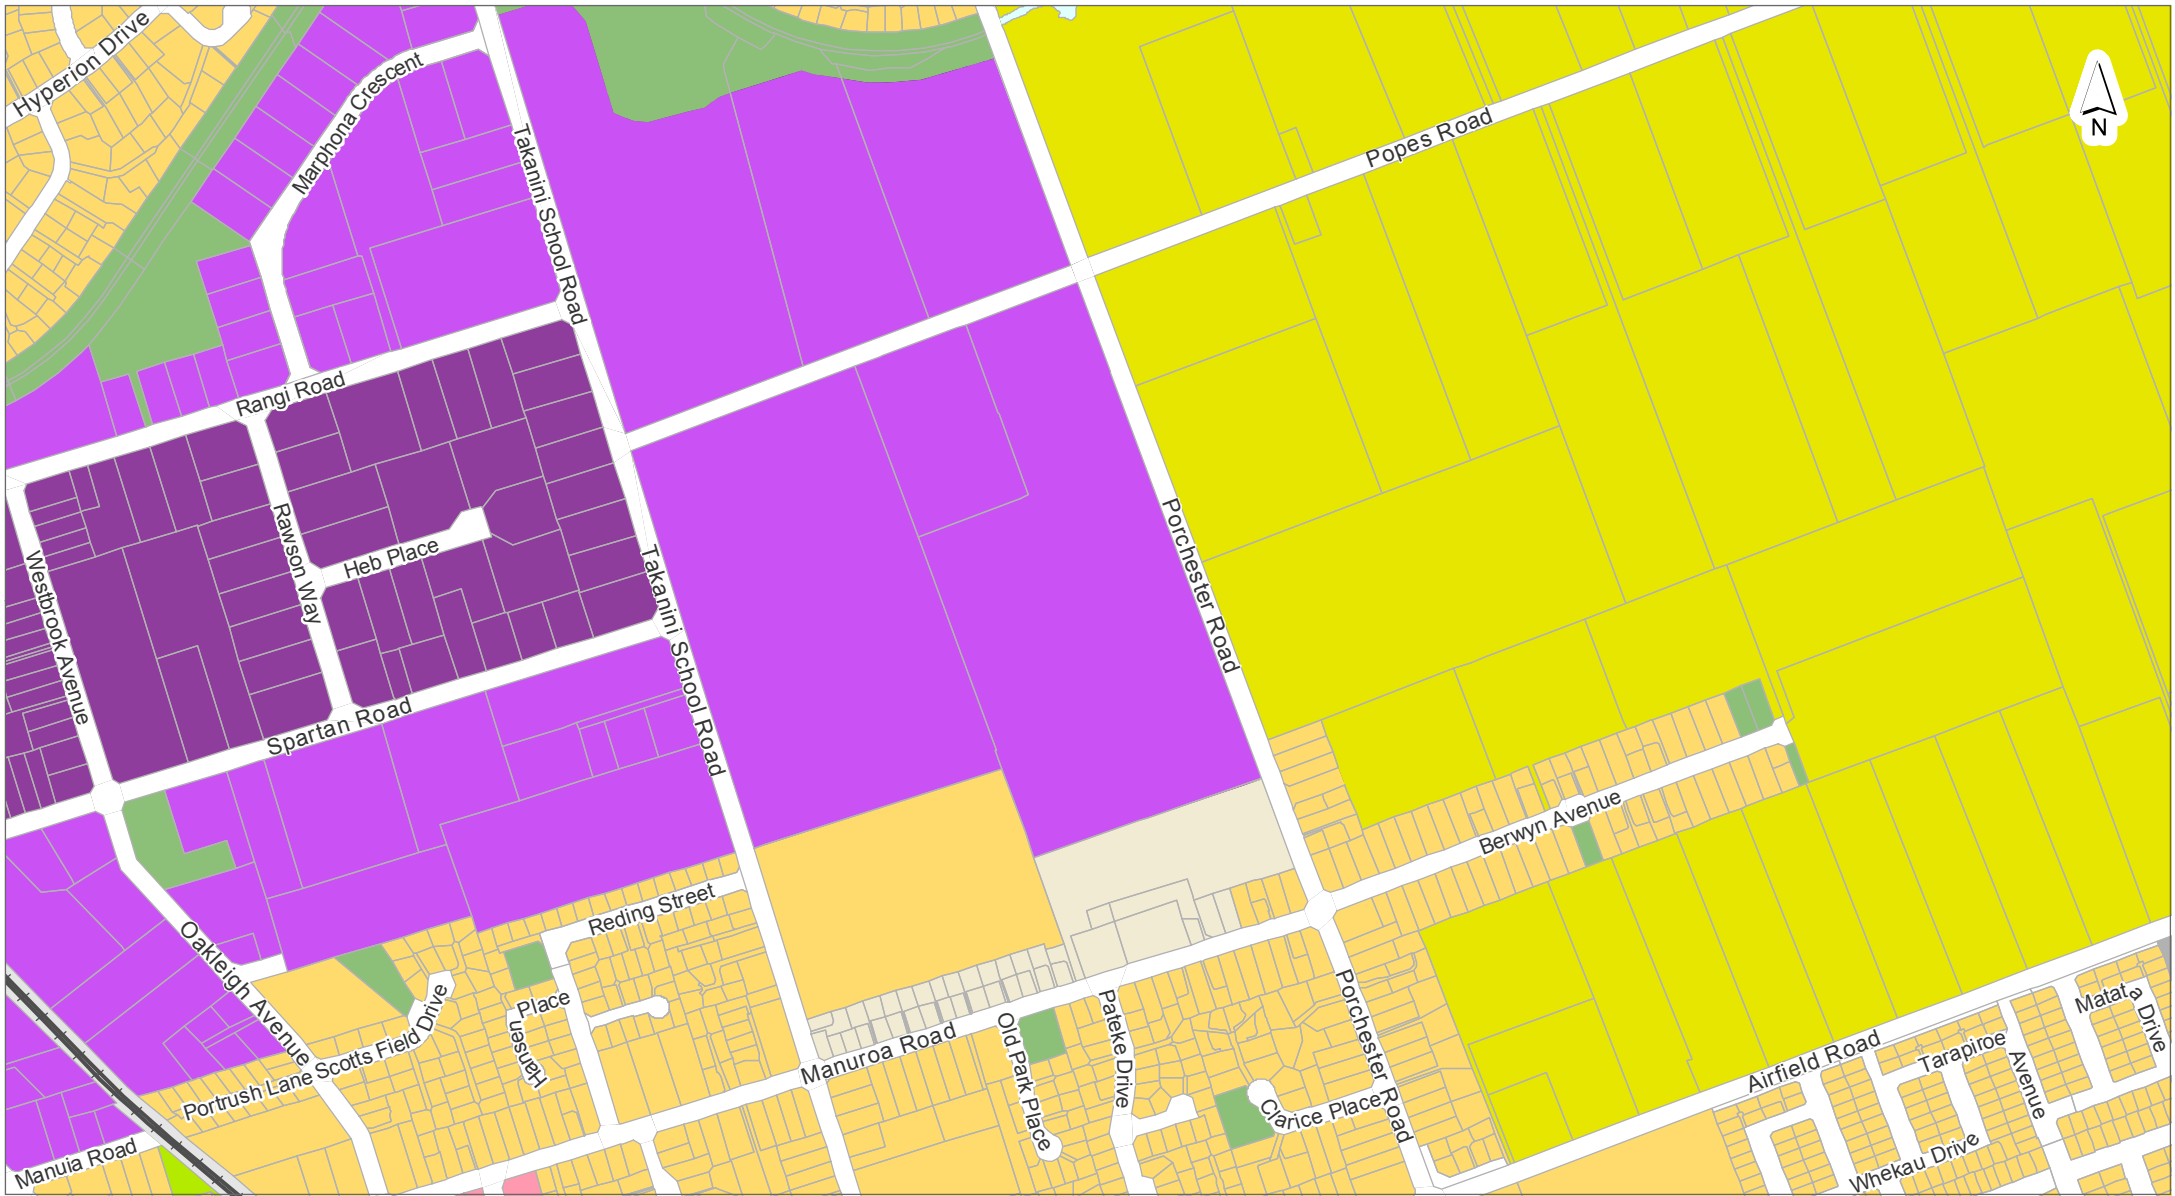 Hyperion Drive
Marphona Crescent
Takanini School Road
Popes Road
N
Rangi Road
Rawson Way
Heb Place
Westbrook Avenue
Spartan Road
Takanini School Road
Porchester Road
Berwyn Avenue
Reding Street
Oakleigh Avenue
Place
Hansen
Scotts Field Drive
Portrush Lane
Manuroa Road
Old Park Place
Pateke Drive
Porchester Road
Clarice Place
Airfield Road
Tarapiroe
Avenue
Matata Drive
Whekau Drive
Manuia Road